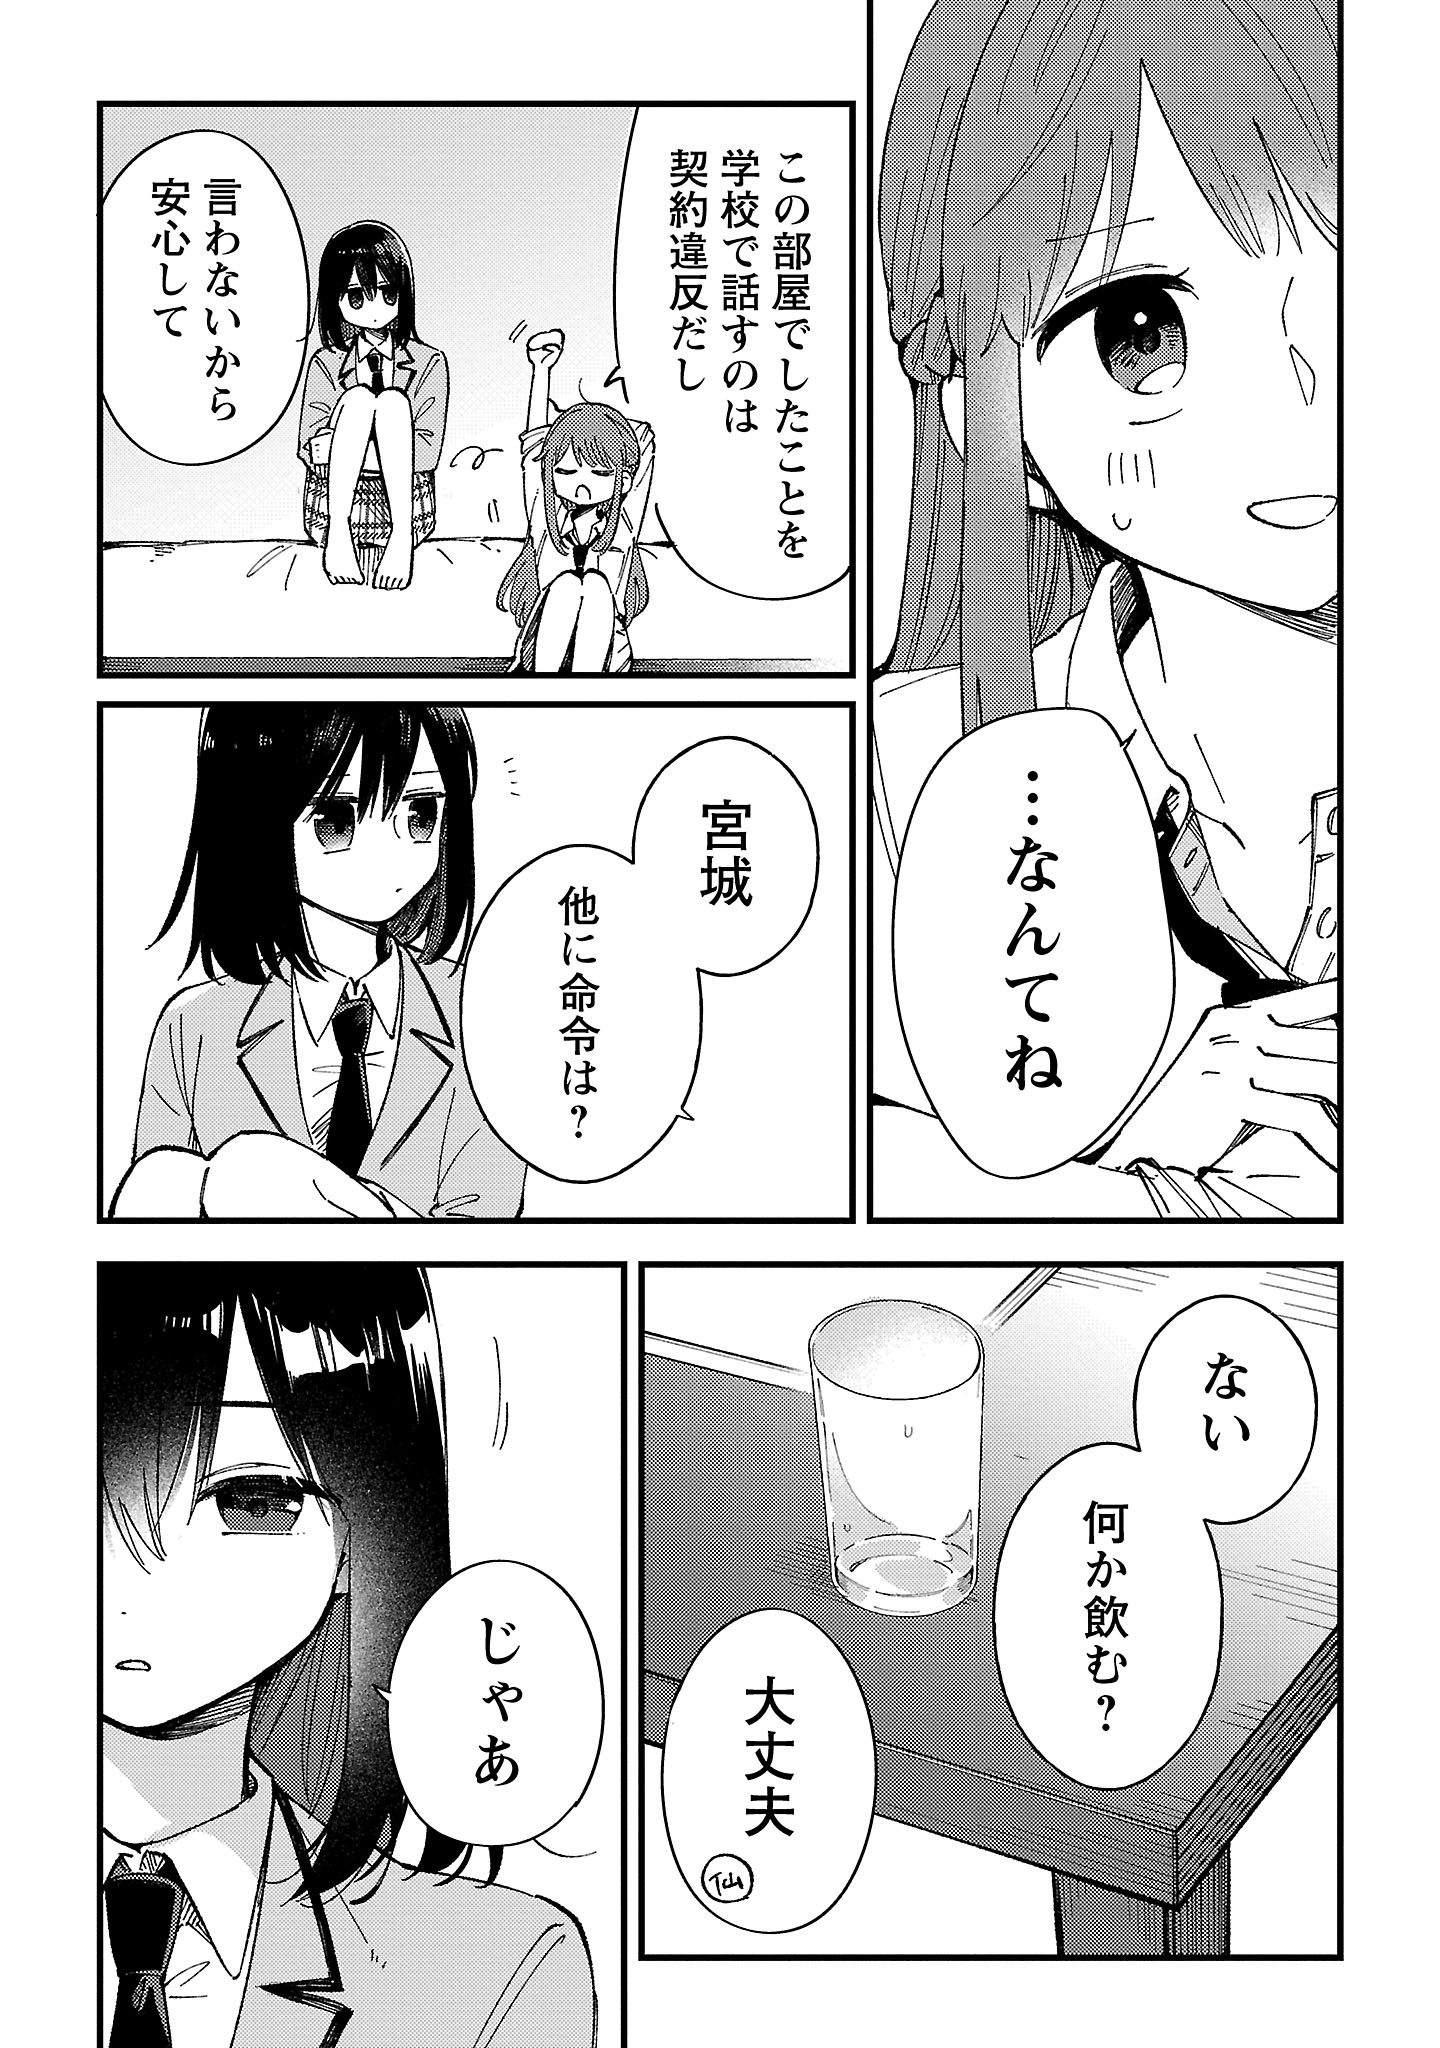 …なんてね
この部屋でしたことを
学校で話すのは
契約違反だし
言わないから
安心して
宮城
他に命令は？
ない
何か飲む？
大丈夫
仙
じゃあ